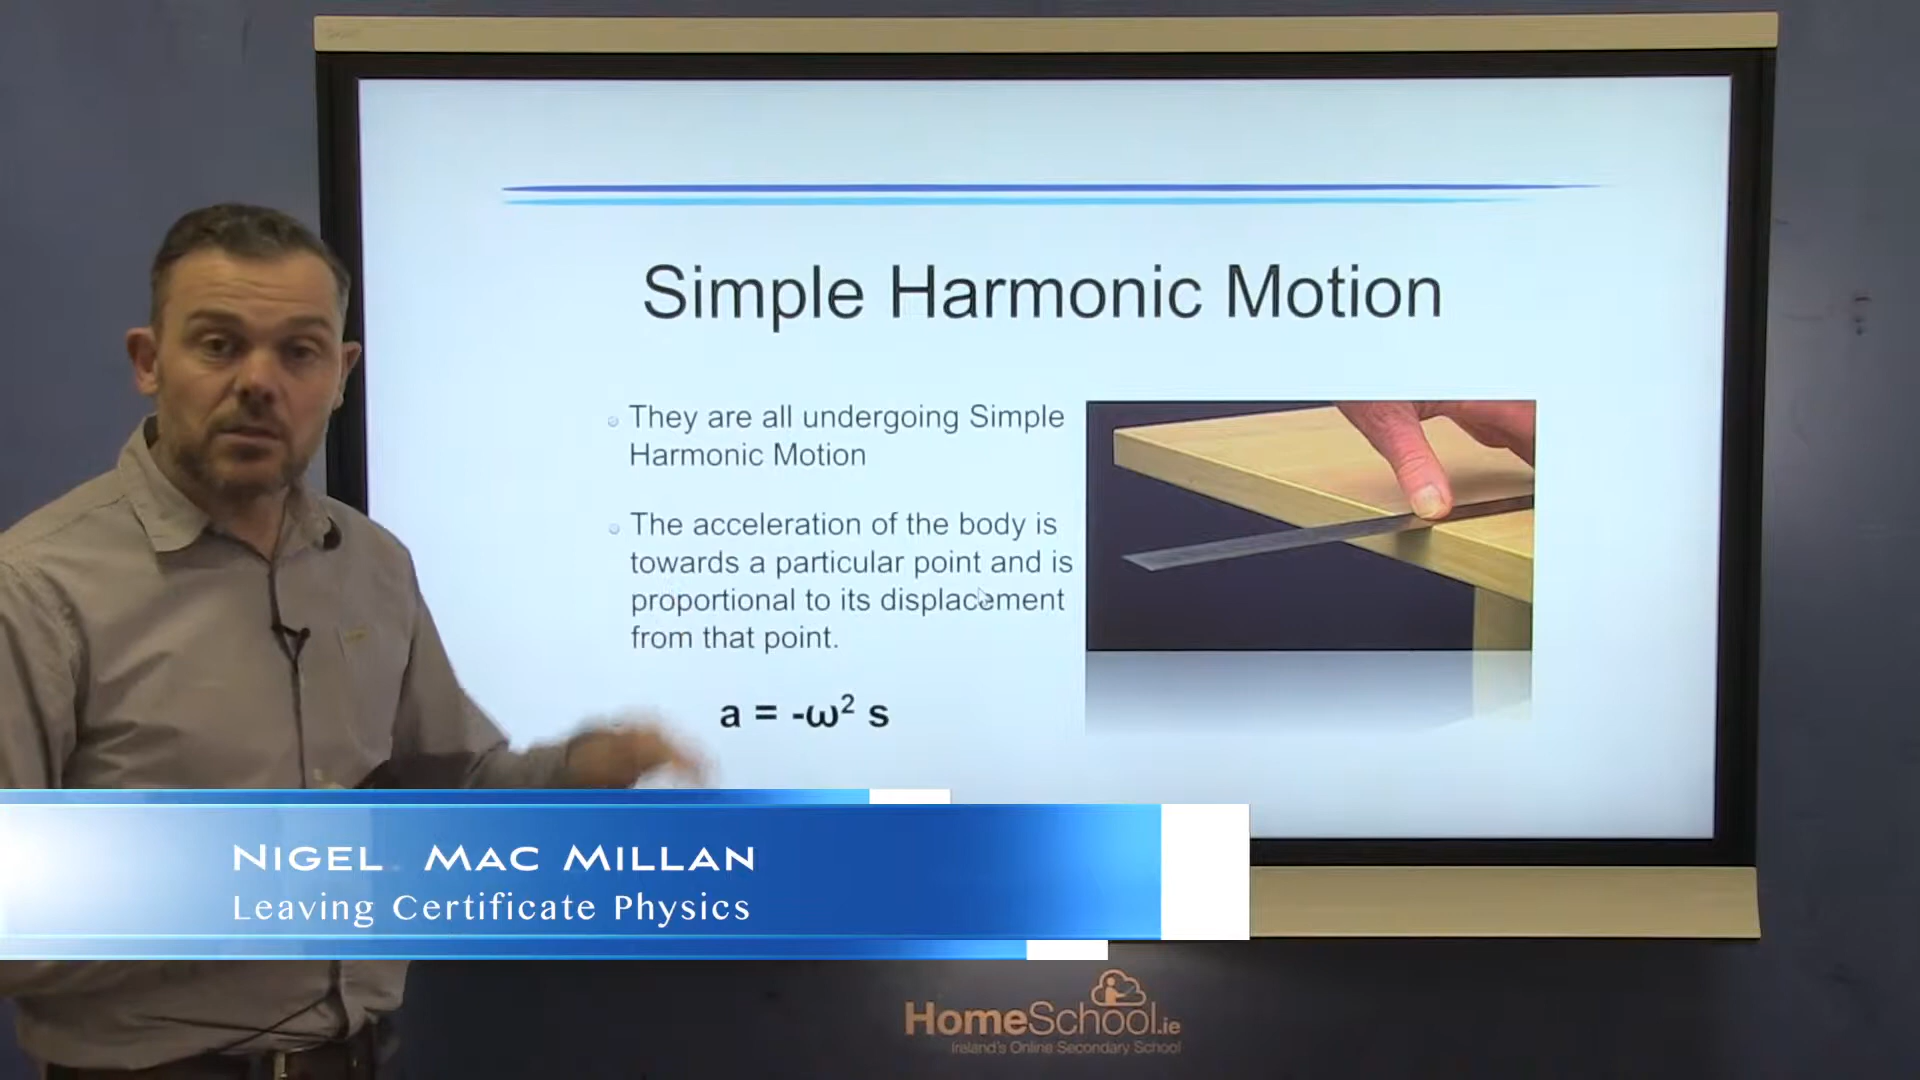 Simple Harmonic Motion
They are all undergoing Simple
Harmonic Motion
The acceleration of the body is
towards a particular point and is
proportional to its displacement
from that point.
a = -ω² s
NIGEL MAC MILLAN
Leaving Certificate Physics
HomeSchool.ie
Ireland's Online Secondary School